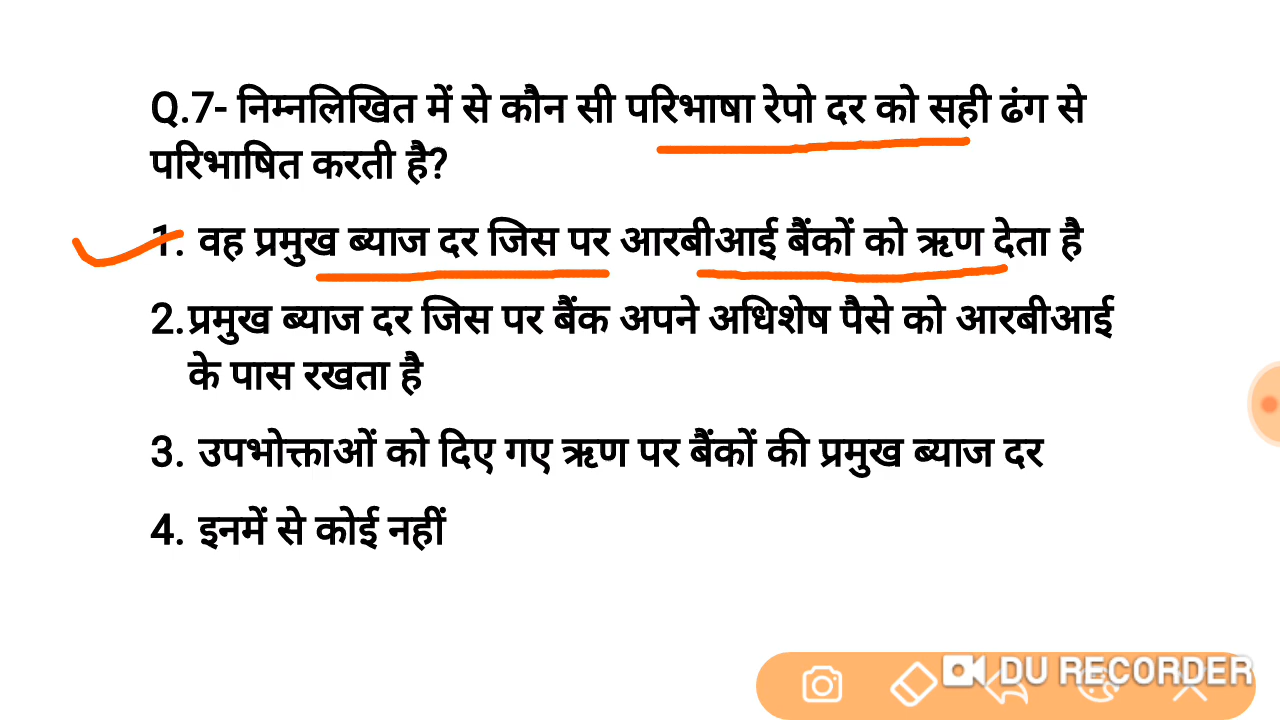 Q.7- निम्नलिखित में से कौन सी परिभाषा रेपो दर को सही ढंग से
परिभाषित करती है?
1. वह प्रमुख ब्याज दर जिस पर आरबीआई बैंकों को ऋण देता है
2.प्रमुख ब्याज दर जिस पर बैंक अपने अधिशेष पैसे को आरबीआई
के पास रखता है
3. उपभोक्ताओं को दिए गए ऋण पर बैंकों की प्रमुख ब्याज दर
4. इनमें से कोई नहीं
DU RECORDER